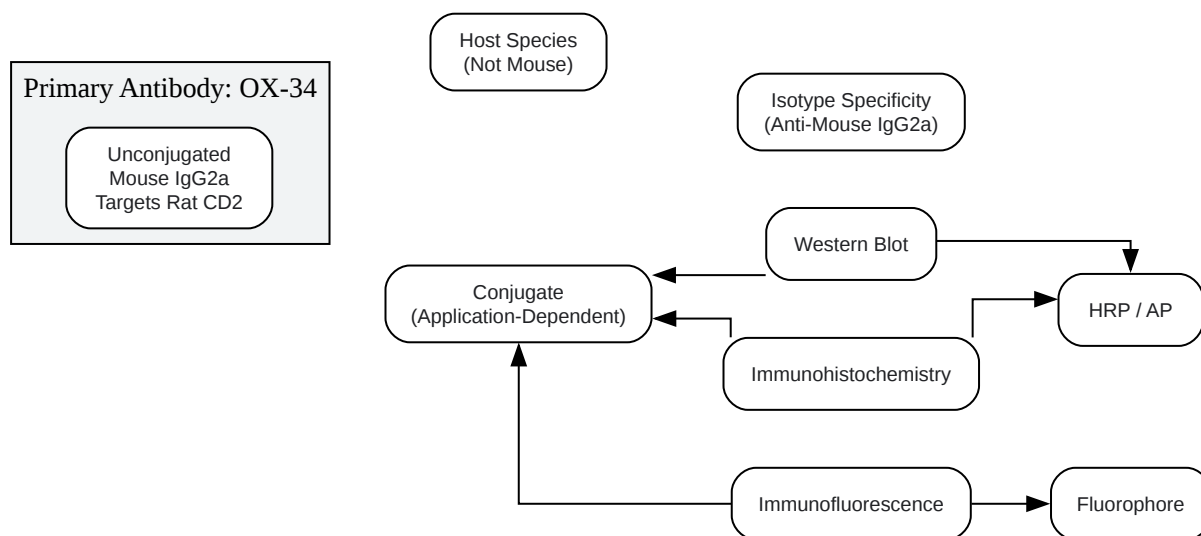 Host Species
(Not Mouse)
Primary Antibody: OX-34
Isotype Specificity
(Anti-Mouse IgG2a)
Unconjugated
Mouse IgG2a
Targets Rat CD2
Western Blot
Conjugate
(Application-Dependent)
HRP / AP
Immunohistochemistry
Immunofluorescence
Fluorophore